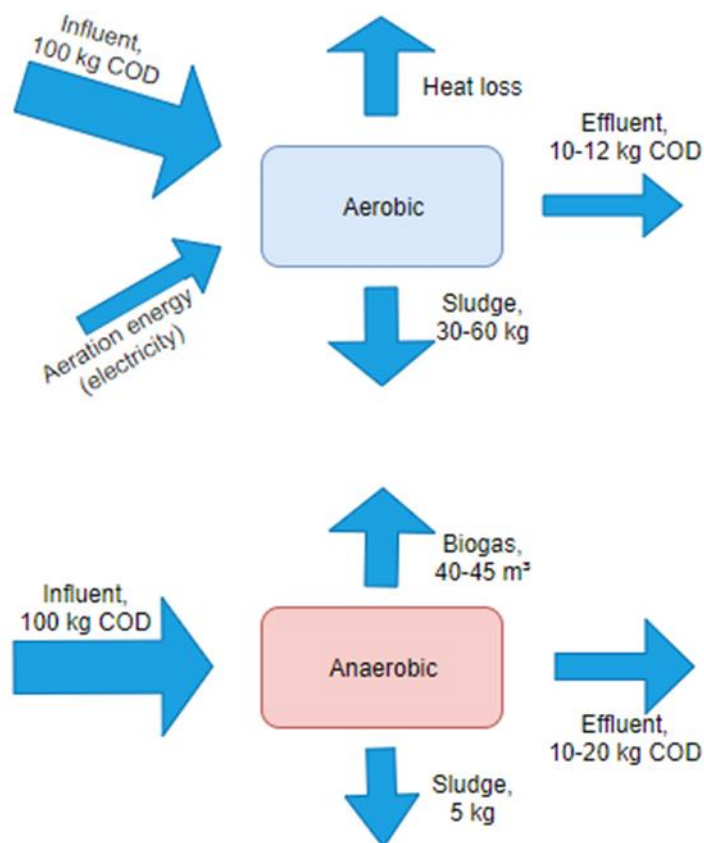 Influent,
100 kg COD
Heat loss
Effluent,
10-12 kg COD
Aerobic
Aeration energy
(electricity)
Sludge,
30-60 kg
Biogas,
40-45 m³
Influent,
100 kg COD
Anaerobic
Effluent,
10-20 kg COD
Sludge,
5 kg